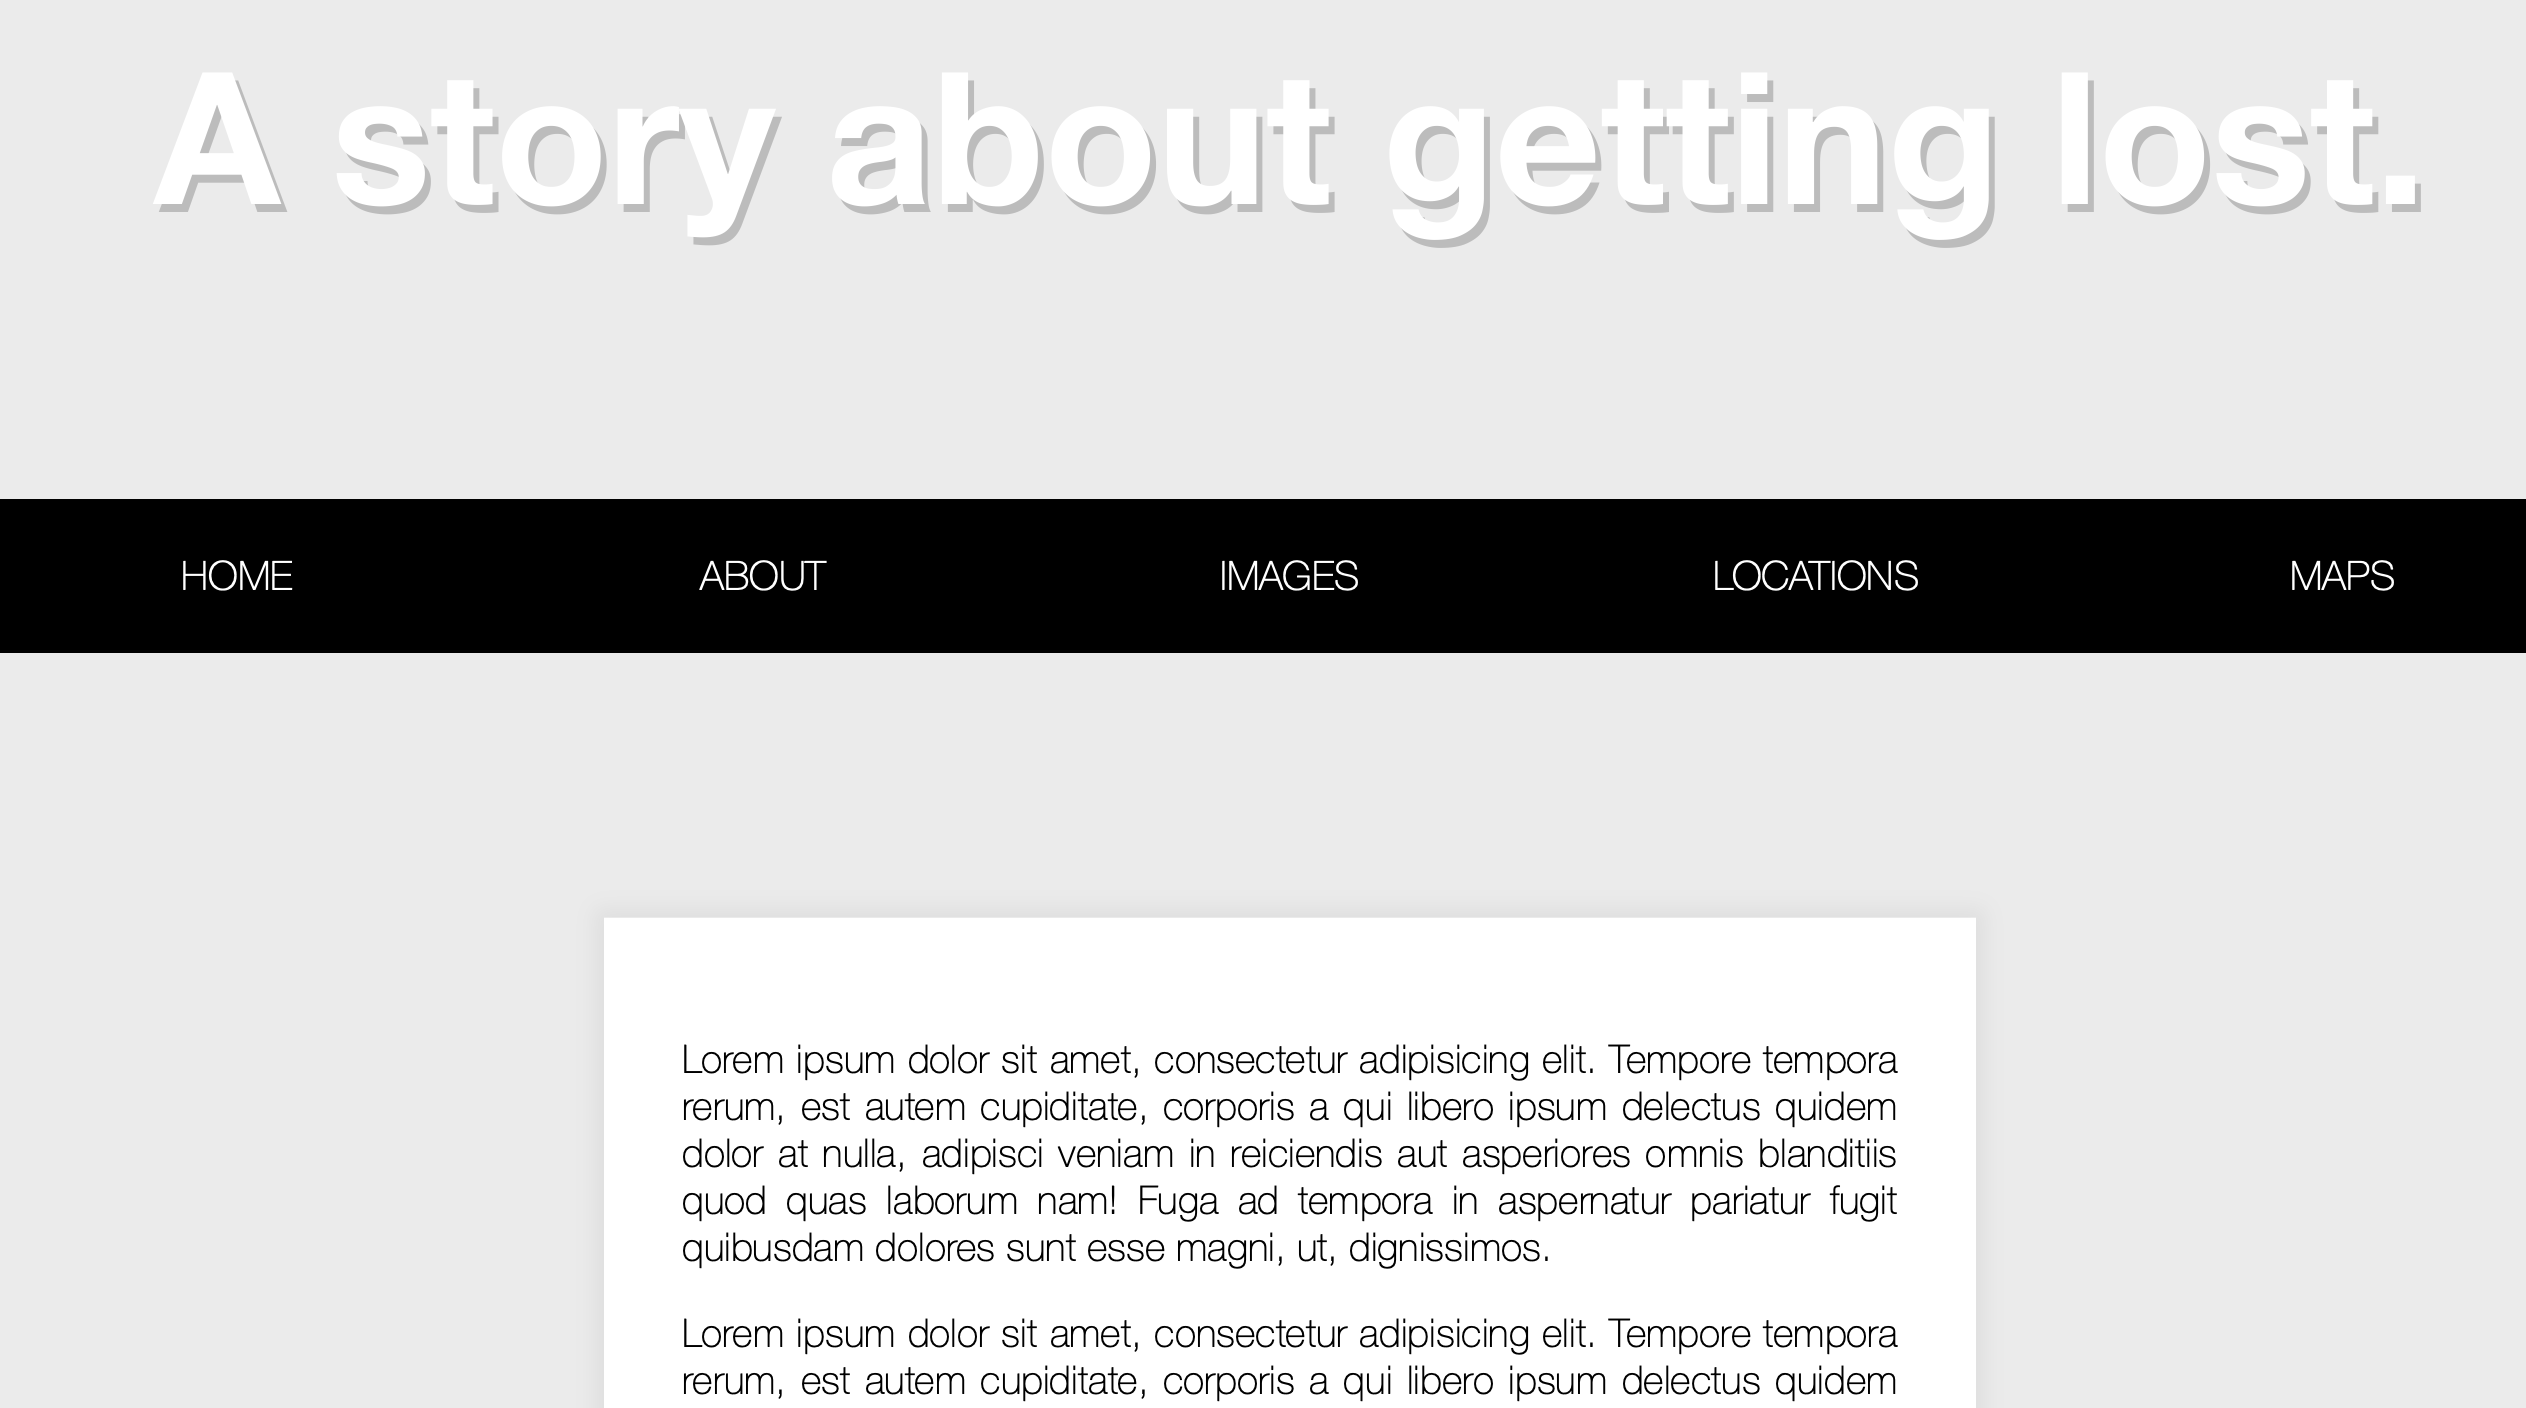 A story about getting lost.
HOME ABOUT IMAGES LOCATIONS MAPS
Lorem ipsum dolor sit amet, consectetur adipisicing elit. Tempore tempora
rerum, est autem cupiditate, corporis a qui libero ipsum delectus quidem
dolor at nulla, adipisci veniam in reiciendis aut asperiores omnis blanditiis
quod quas laborum nam! Fuga ad tempora in aspernatur pariatur fugit
quibusdam dolores sunt esse magni, ut, dignissimos.
Lorem ipsum dolor sit amet, consectetur adipisicing elit. Tempore tempora
rerum, est autem cupiditate, corporis a qui libero ipsum delectus quidem